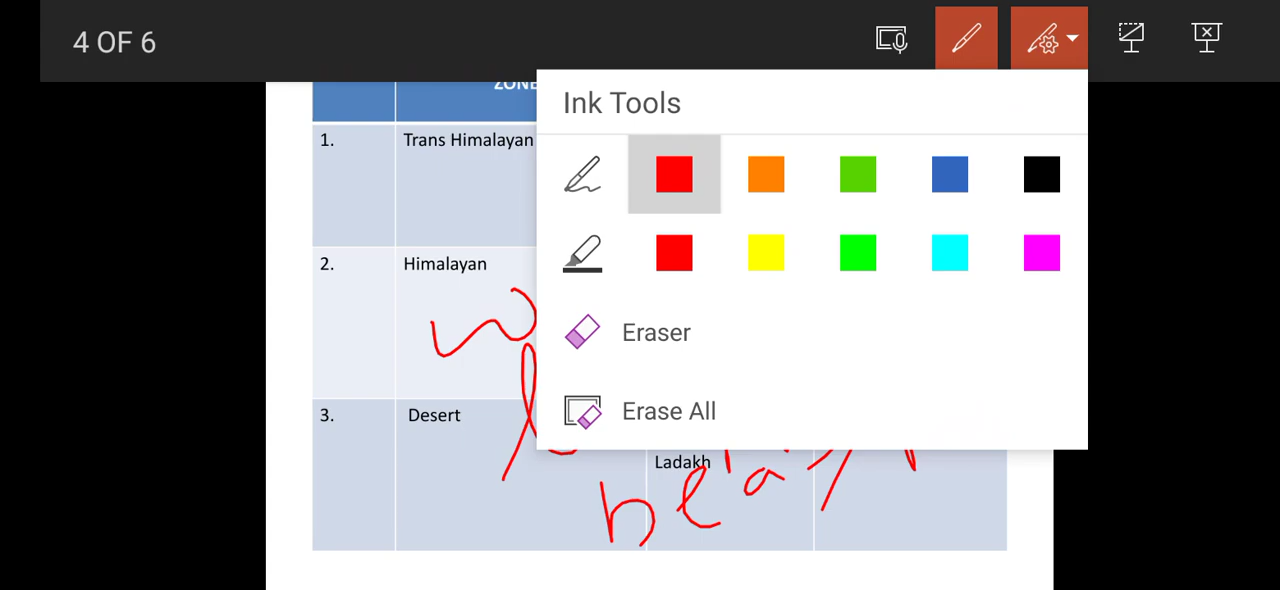 4 OF 6
ZONE
Ink Tools
1. Trans Himalayan
2. Himalayan
Eraser
Erase All
3. Desert
Ladakh